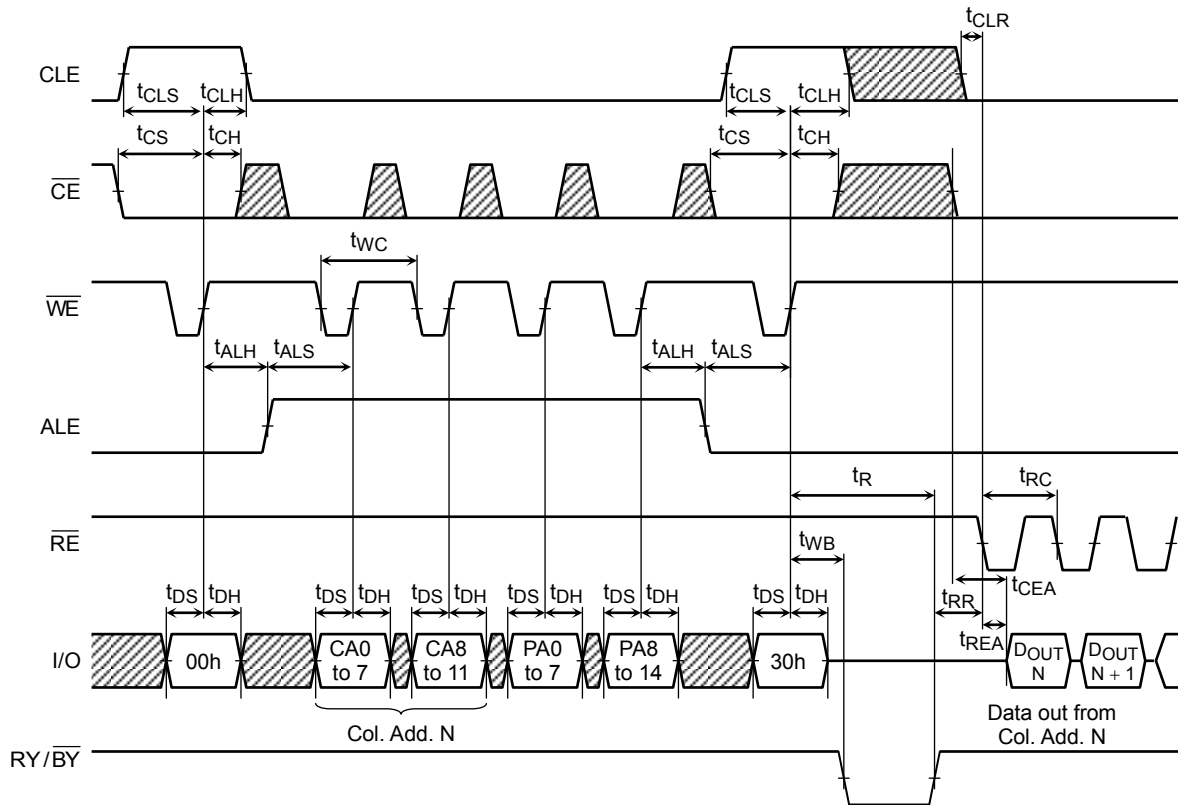 tCLR
CLE
tCLS tCLH tCLS tCLH
tCS tCH tCS tCH
CE
tWC
WE
tALH tALS tALH tALS
ALE
tR tRC
RE
tWB
tDS tDH tDS tDH tDS tDH tDS tDH tDS tDH tDS tDH tRR tCEA
tREA
I/O 00h CA0 to 7 CA8 to 11 PA0 to 7 PA8 to 14 30h DOUT N DOUT N + 1
Col. Add. N
Data out from
Col. Add. N
RY/BY